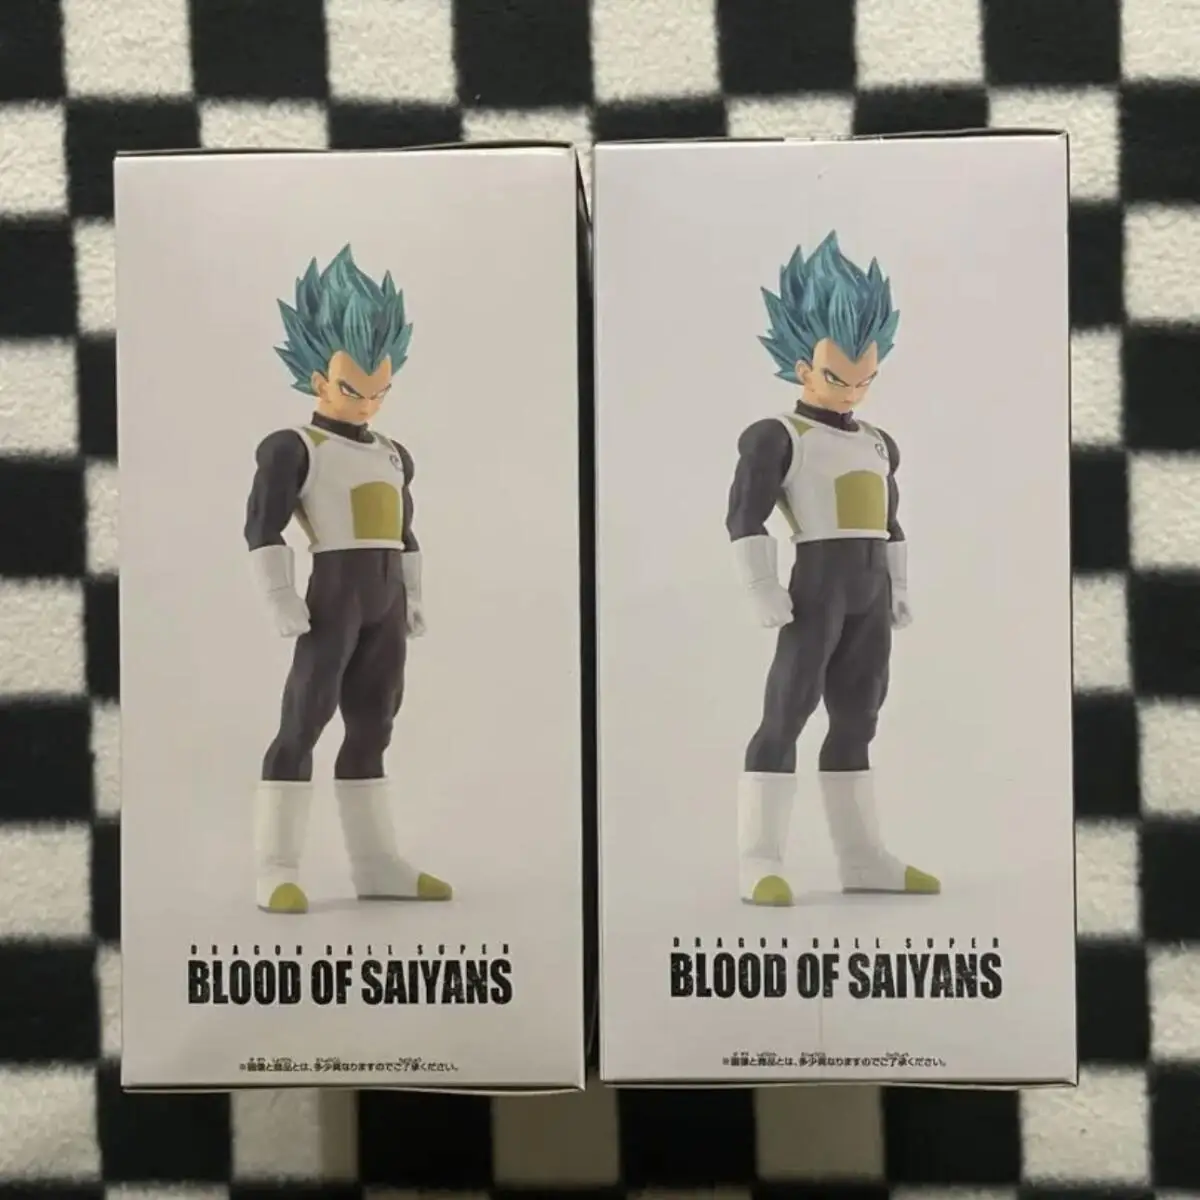 DRAGON BALL SUPER
BLOOD OF SAIYANS
※画像と商品とは、多少異なりますのでご了承ください。
DRAGON BALL SUPER
BLOOD OF SAIYANS
※画像と商品とは、多少異なりますのでご了承ください。